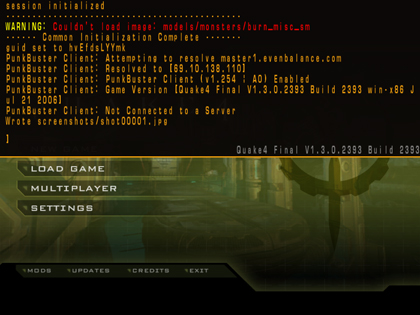 session initialized
--------------------------------------
WARNING: Couldn't load image: models/monsters/burn_misc_sm
------ Common Initialization Complete -------
guid set to hvEfdsLYYmk
PunkBuster Client: Attempting to resolve master1.evenbalance.com
PunkBuster Client: Resolved to [69.10.138.110]
PunkBuster Client: PunkBuster Client (v1.254 | A0) Enabled
PunkBuster Client: Game Version [Quake4 Final V1.3.0.2393 Build 2393 win-x86 J
ul 21 2006]
PunkBuster Client: Not Connected to a Server
Wrote screenshots/shot00001.jpg
]
Quake4 Final V1.3.0.2393 Build 2393
LOAD GAME
MULTIPLAYER
SETTINGS
MODS UPDATES CREDITS EXIT